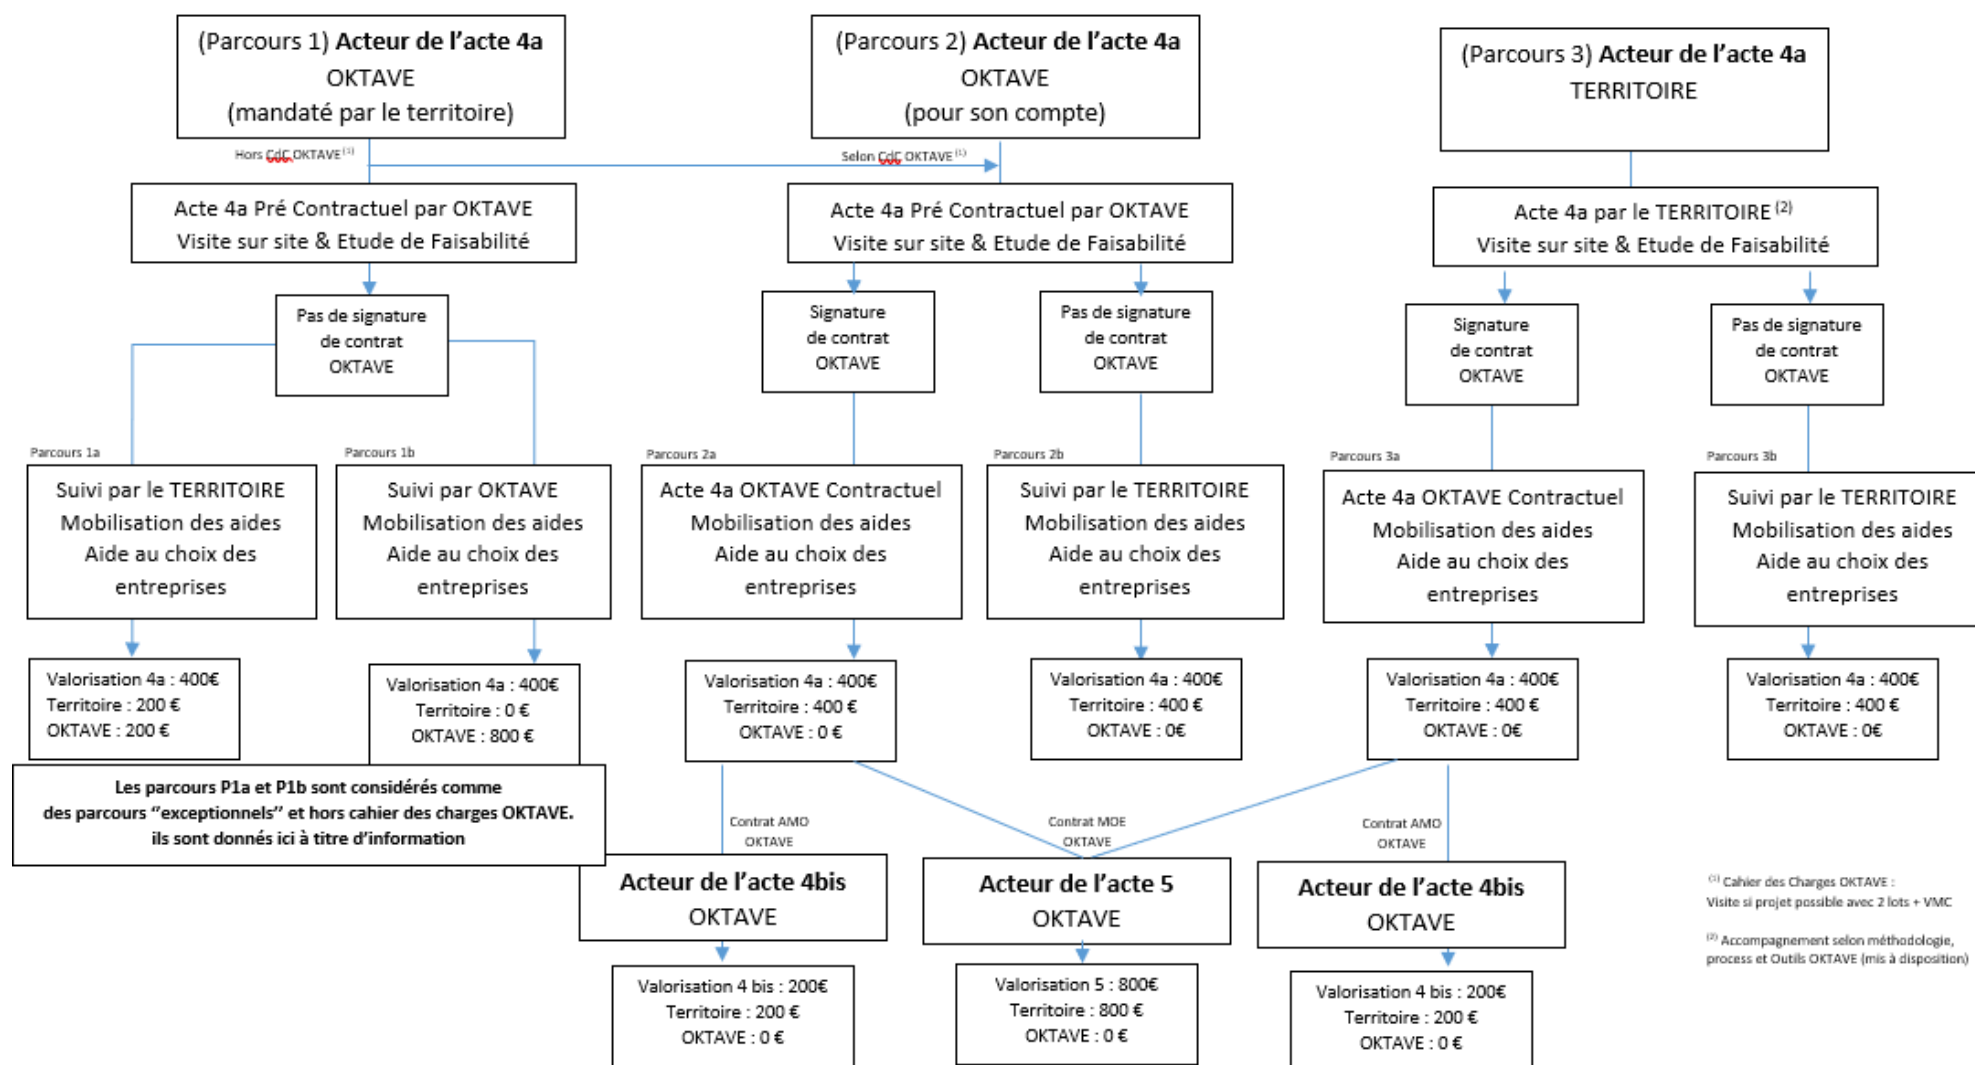 (Parcours 1) Acteur de l’acte 4a
OKTAVE
(mandaté par le territoire)
(Parcours 2) Acteur de l’acte 4a
OKTAVE
(pour son compte)
(Parcours 3) Acteur de l’acte 4a
TERRITOIRE
Hors CdC OKTAVE (1)
Selon CdC OKTAVE (1)
Acte 4a Pré Contractuel par OKTAVE
Visite sur site & Etude de Faisabilité
Acte 4a Pré Contractuel par OKTAVE
Visite sur site & Etude de Faisabilité
Acte 4a par le TERRITOIRE (2)
Visite sur site & Etude de Faisabilité
Pas de signature
de contrat
OKTAVE
Signature
de contrat
OKTAVE
Pas de signature
de contrat
OKTAVE
Signature
de contrat
OKTAVE
Pas de signature
de contrat
OKTAVE
Parcours 1a
Suivi par le TERRITOIRE
Mobilisation des aides
Aide au choix des
entreprises
Parcours 1b
Suivi par OKTAVE
Mobilisation des aides
Aide au choix des
entreprises
Parcours 2a
Acte 4a OKTAVE Contractuel
Mobilisation des aides
Aide au choix des
entreprises
Parcours 2b
Suivi par le TERRITOIRE
Mobilisation des aides
Aide au choix des
entreprises
Parcours 3a
Acte 4a OKTAVE Contractuel
Mobilisation des aides
Aide au choix des
entreprises
Parcours 3b
Suivi par le TERRITOIRE
Mobilisation des aides
Aide au choix des
entreprises
Valorisation 4a : 400€
Territoire : 200 €
OKTAVE : 200 €
Valorisation 4a : 400€
Territoire : 0 €
OKTAVE : 800 €
Valorisation 4a : 400€
Territoire : 400 €
OKTAVE : 0 €
Valorisation 4a : 400€
Territoire : 400 €
OKTAVE : 0€
Valorisation 4a : 400€
Territoire : 400 €
OKTAVE : 0€
Valorisation 4a : 400€
Territoire : 400 €
OKTAVE : 0€
Les parcours P1a et P1b sont considérés comme
des parcours ‘‘exceptionnels’’ et hors cahier des charges OKTAVE.
ils sont donnés ici à titre d’information
Contrat AMO
OKTAVE
Contrat MOE
OKTAVE
Contrat AMO
OKTAVE
Acteur de l’acte 4bis
OKTAVE
Acteur de l’acte 5
OKTAVE
Acteur de l’acte 4bis
OKTAVE
Valorisation 4 bis : 200€
Territoire : 200 €
OKTAVE : 0 €
Valorisation 5 : 800€
Territoire : 800 €
OKTAVE : 0 €
Valorisation 4 bis : 200€
Territoire : 200 €
OKTAVE : 0 €
(1) Cahier des Charges OKTAVE :
Visite si projet possible avec 2 lots + VMC
(2) Accompagnement selon méthodologie,
process et Outils OKTAVE (mis à disposition)